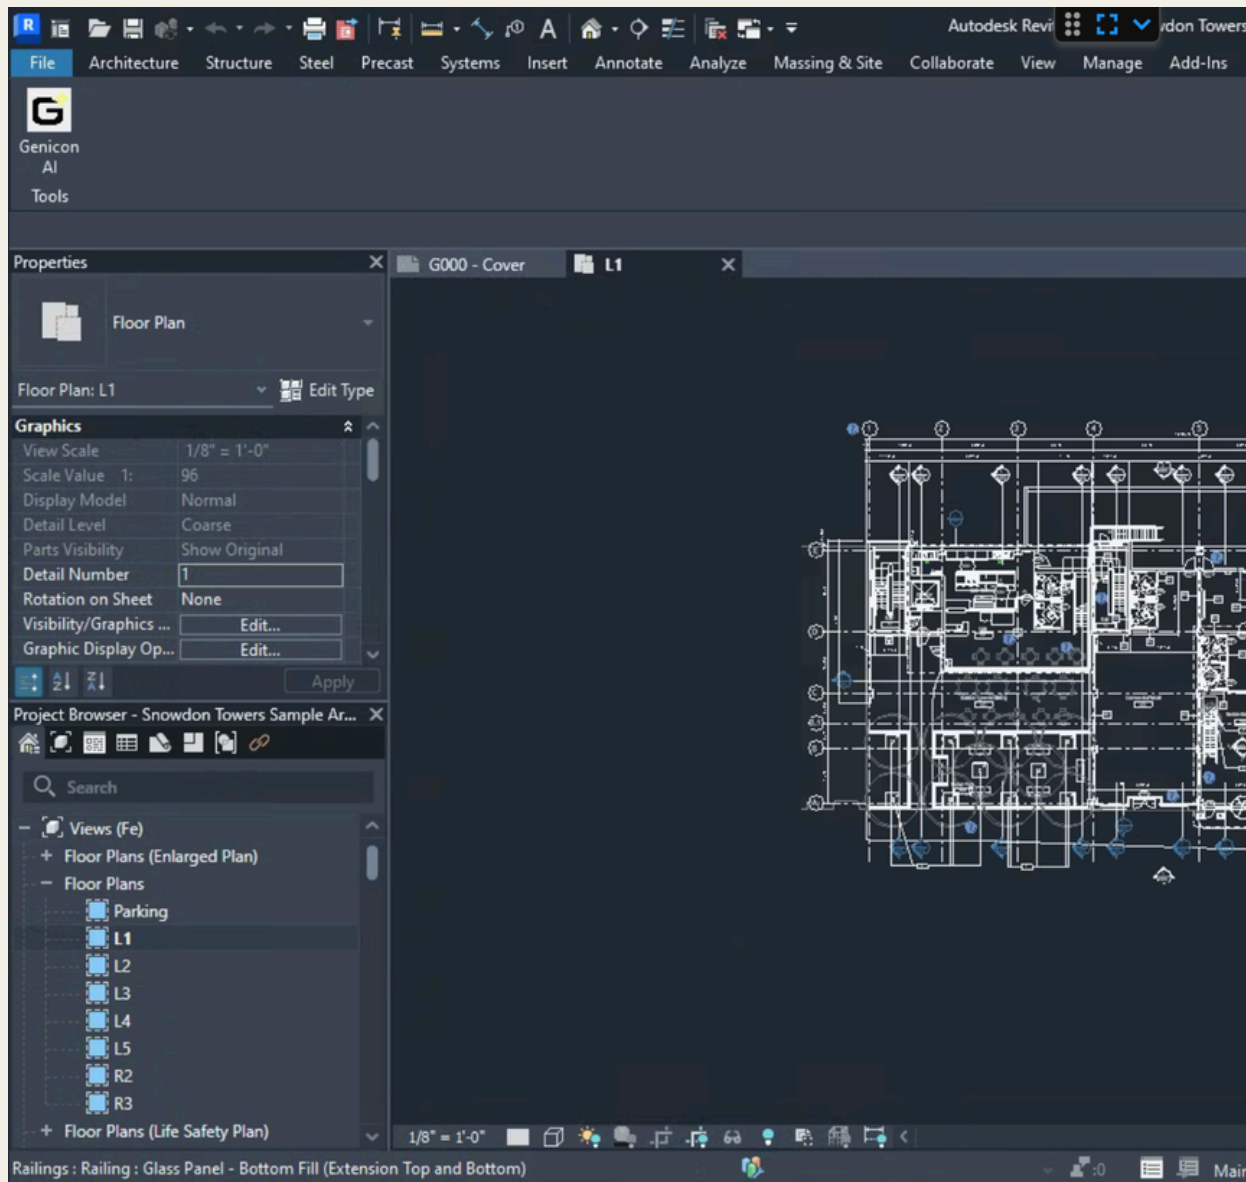 R
A
Autodesk Revi
don Towers
File Architecture Structure Steel Precast Systems Insert Annotate Analyze Massing & Site Collaborate View Manage Add-Ins
G
Genicon
AI
Tools
Properties
Floor Plan
Floor Plan: L1
Edit Type
Graphics
View Scale 1/8" = 1'-0"
Scale Value 1: 96
Display Model Normal
Detail Level Coarse
Parts Visibility Show Original
Detail Number 1
Rotation on Sheet None
Visibility/Graphics ... Edit...
Graphic Display Op... Edit...
Apply
Project Browser - Snowdon Towers Sample Ar...
Search
Views (Fe)
Floor Plans (Enlarged Plan)
Floor Plans
Parking
L1
L2
L3
L4
L5
R2
R3
Floor Plans (Life Safety Plan)
G000 - Cover
L1
1/8" = 1'-0"
Railings : Railing : Glass Panel - Bottom Fill (Extension Top and Bottom)
:0
Main